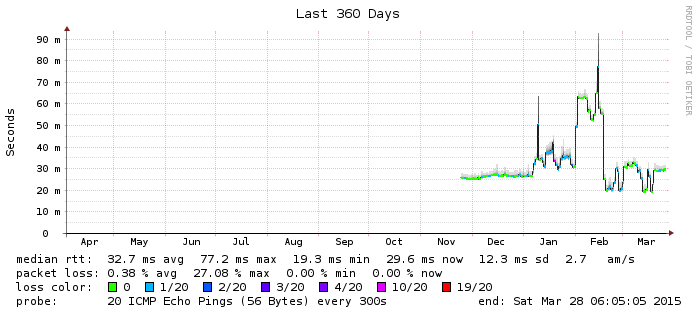 Last 360 Days
RRDTOOL / TOBI OETIKER
Seconds
90 m
80 m
70 m
60 m
50 m
40 m
30 m
20 m
10 m
0
Apr May Jun Jul Aug Sep Oct Nov Dec Jan Feb Mar
median rtt: 32.7 ms avg 77.2 ms max 19.3 ms min 29.6 ms now 12.3 ms sd 2.7 am/s
packet loss: 0.38 % avg 27.08 % max 0.00 % min 0.00 % now
loss color: 0 1/20 2/20 3/20 4/20 10/20 19/20
probe: 20 ICMP Echo Pings (56 Bytes) every 300s end: Sat Mar 28 06:05:05 2015